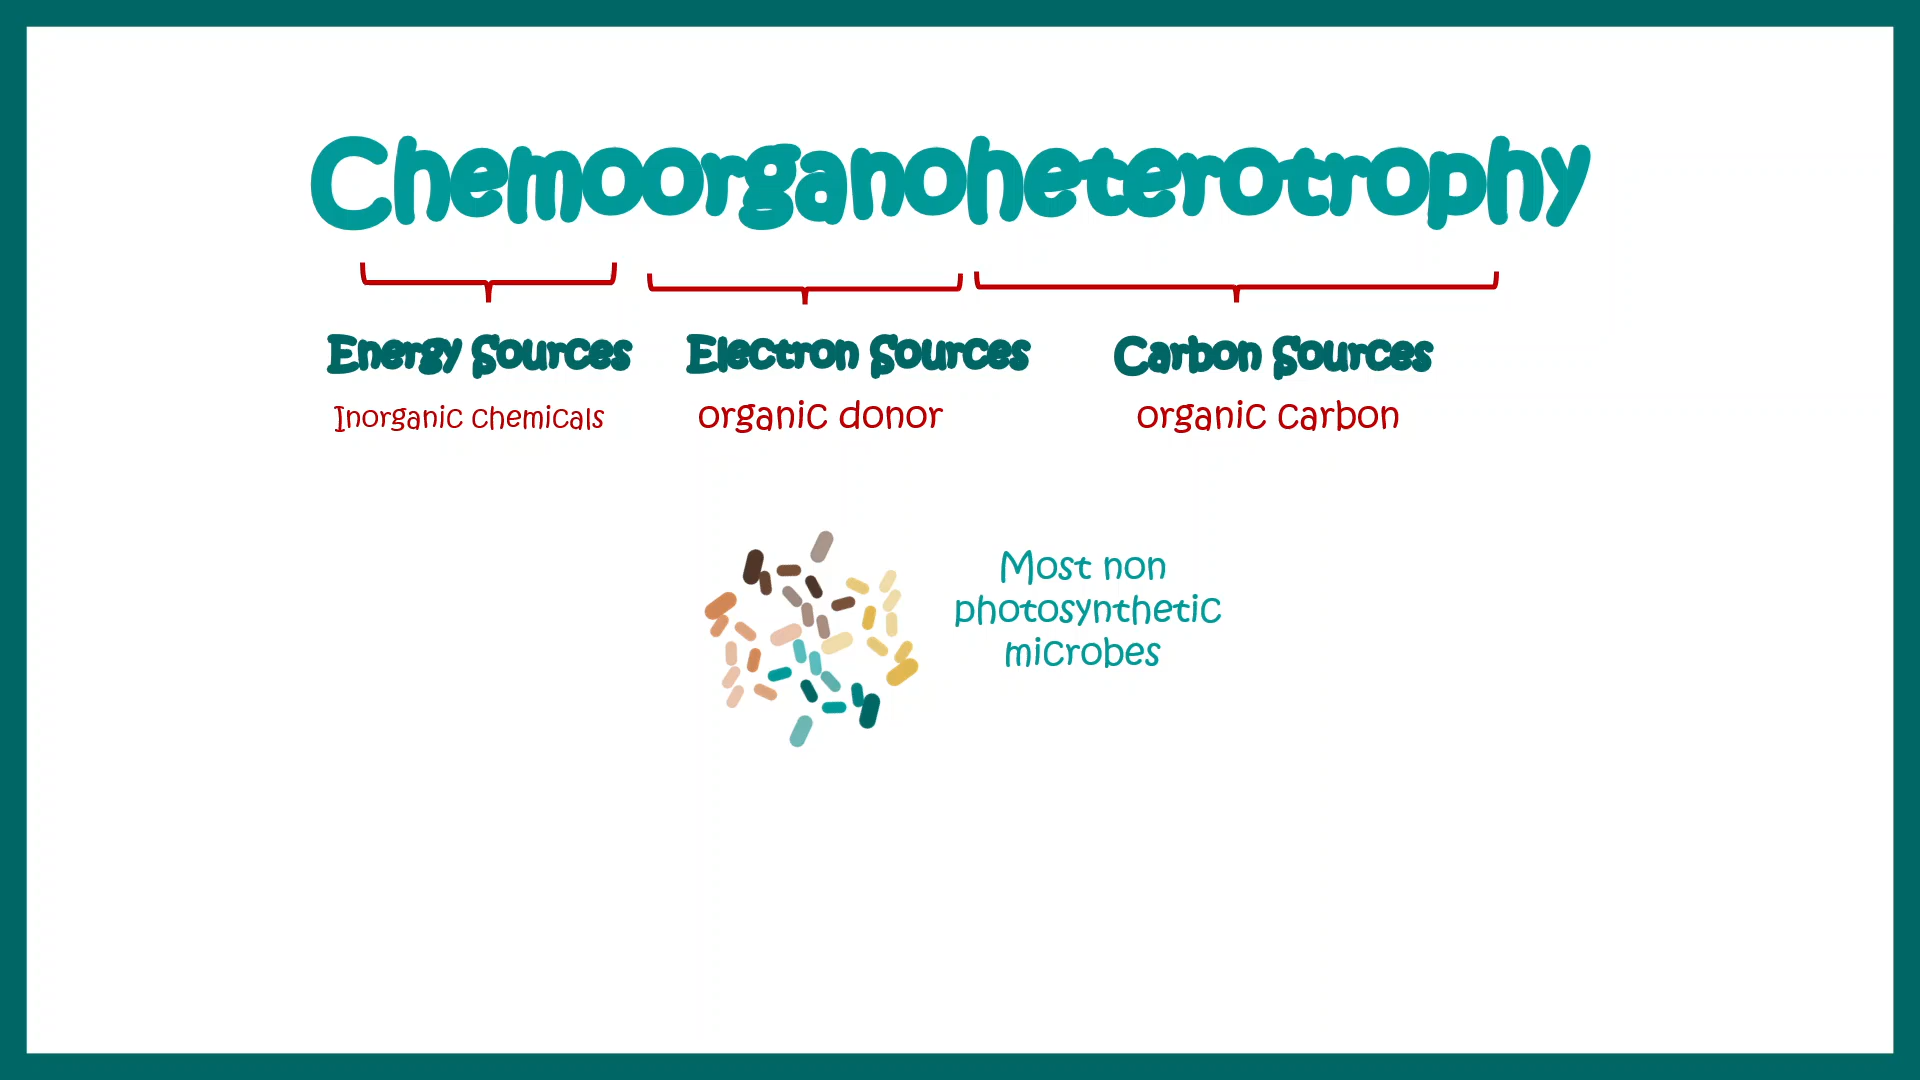 Chemoorganoheterotrophy
Energy Sources
Electron Sources
Carbon Sources
Inorganic chemicals
organic donor
organic carbon
Most non
photosynthetic
microbes